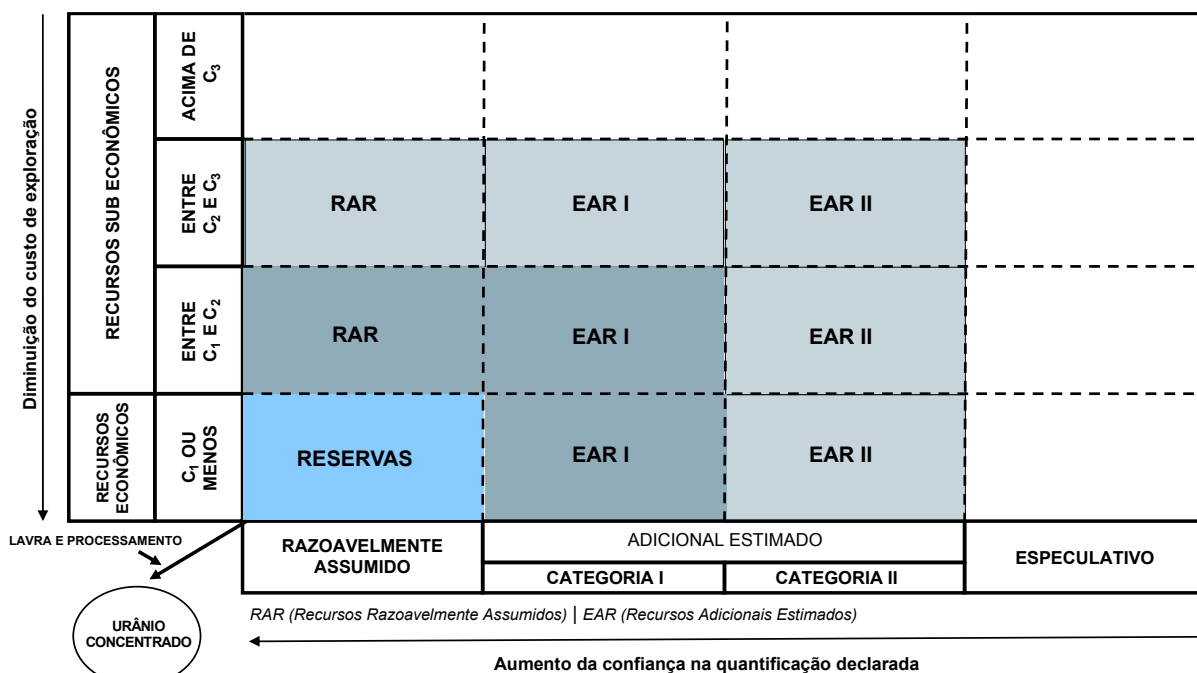 Diminuição do custo de exploração
RECURSOS SUB ECONÔMICOS
ACIMA DE
C₃
ENTRE
C₂ E C₃
RAR
EAR I
EAR II
ENTRE
C₁ E C₂
RAR
EAR I
EAR II
RECURSOS
ECONÔMICOS
C₁ OU
MENOS
RESERVAS
EAR I
EAR II
LAVRA E PROCESSAMENTO
RAZOAVELMENTE
ASSUMIDO
ADICIONAL ESTIMADO
CATEGORIA I
CATEGORIA II
ESPECULATIVO
URÂNIO
CONCENTRADO
RAR (Recursos Razoavelmente Assumidos) | EAR (Recursos Adicionais Estimados)
Aumento da confiança na quantificação declarada